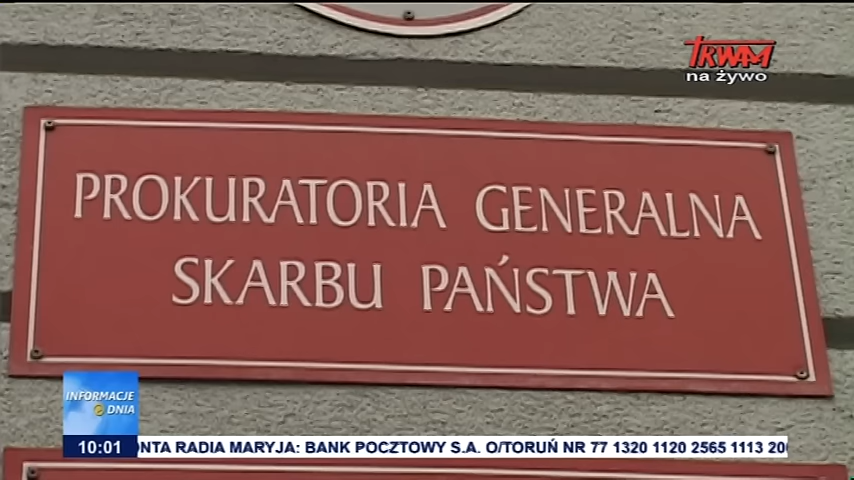 TRWAM
na żywo
PROKURATORIA GENERALNA
SKARBU PAŃSTWA
INFORMACJE
DNIA
10:01
ONTA RADIA MARYJA: BANK POCZTOWY S.A. O/TORUŃ NR 77 1320 1120 2565 1113 20